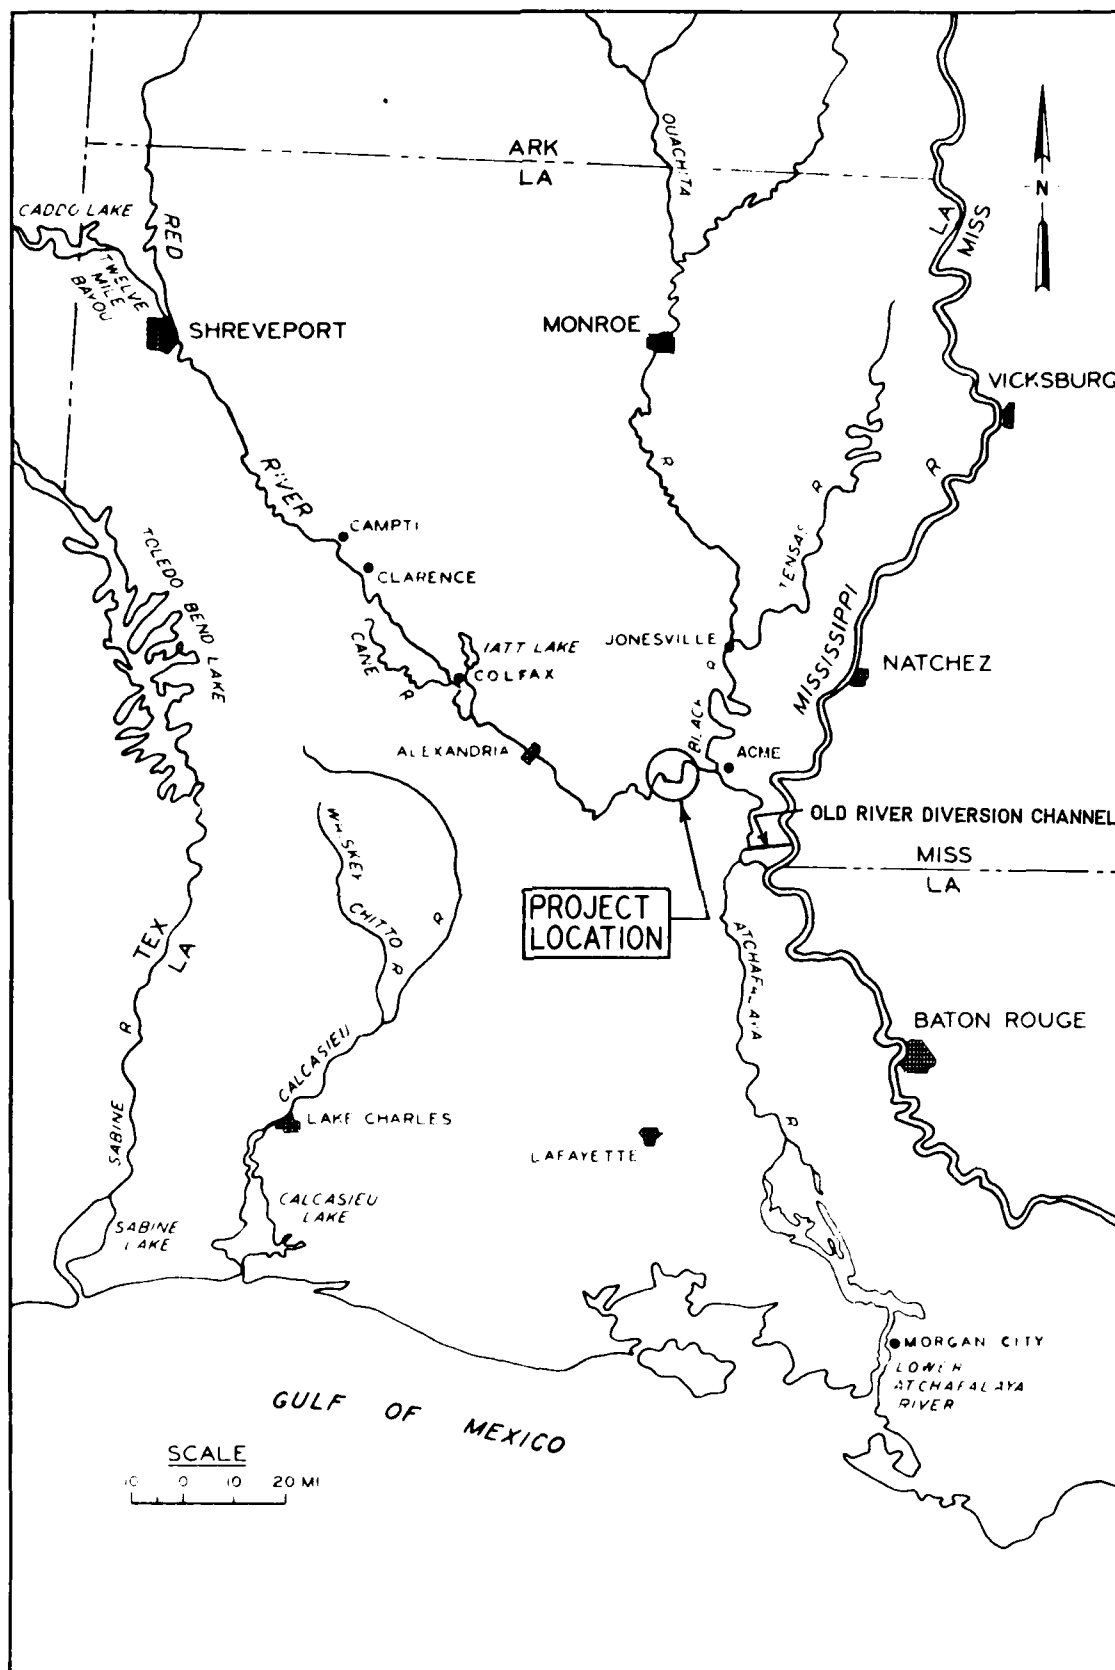 ARK
LA
OUACHITA
N
LA
MISS
CADDO LAKE
RED
TWELVE
MILE
BAYOU
SHREVEPORT
MONROE
VICKSBURG
RIVER
R
R
R
CAMPTI
CLARENCE
TENSAS
TOLEDO BEND LAKE
CANE
R
IATT LAKE
COLFAX
JONESVILLE
R
MISSISSIPPI
NATCHEZ
BLACK
ALEXANDRIA
ACME
OLD RIVER DIVERSION CHANNEL
MISS
LA
WHISKEY
CHITTO
R
R
PROJECT
LOCATION
TEX
LA
ATCHAFALAYA
R
BATON ROUGE
CALCASIEU
SABINE
R
LAKE CHARLES
LAFAYETTE
CALCASIEU
LAKE
SABINE
LAKE
MORGAN CITY
LOWER
ATCHAFALAYA
RIVER
GULF OF MEXICO
SCALE
10 0 10 20 MI